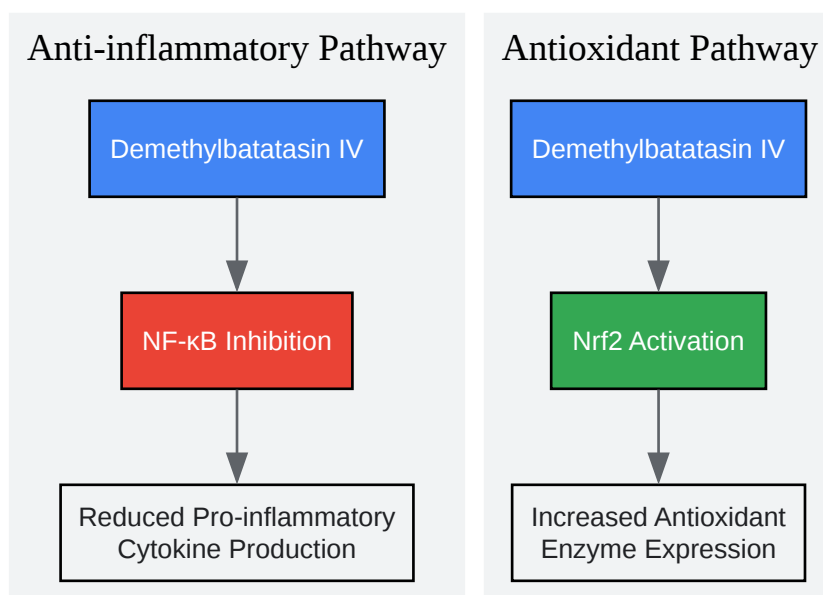 Anti-inflammatory Pathway
Demethylbatatasin IV
NF-κB Inhibition
Reduced Pro-inflammatory
Cytokine Production
Antioxidant Pathway
Demethylbatatasin IV
Nrf2 Activation
Increased Antioxidant
Enzyme Expression